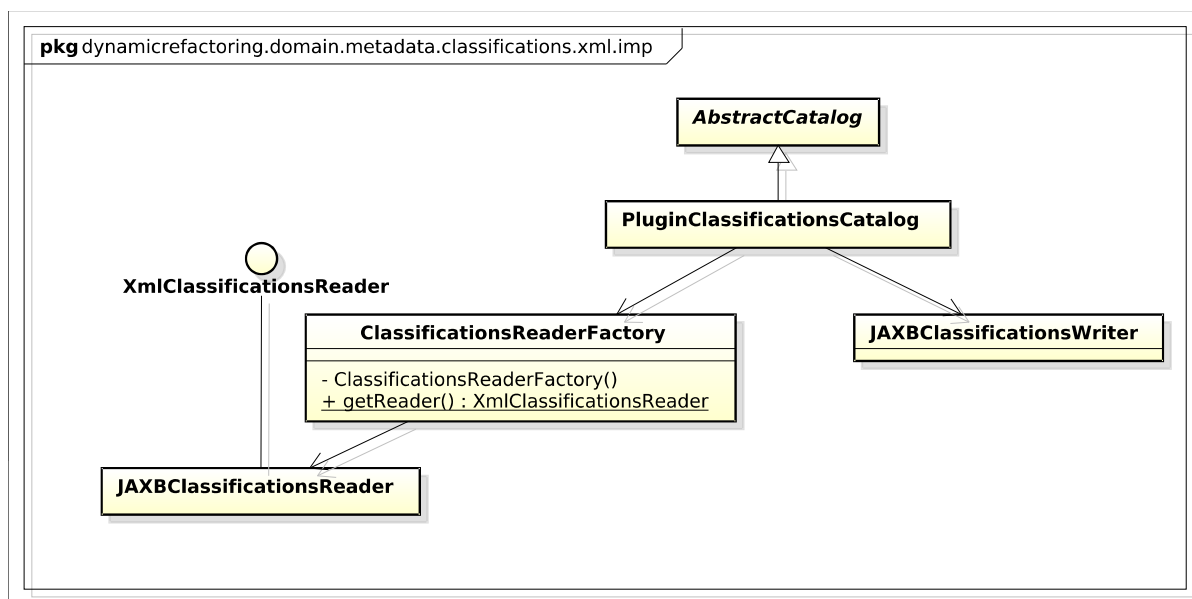 pkg dynamicrefactoring.domain.metadata.classifications.xml.imp
AbstractCatalog
PluginClassificationsCatalog
XmlClassificationsReader
ClassificationsReaderFactory
- ClassificationsReaderFactory()
+ getReader() : XmlClassificationsReader
JAXBClassificationsWriter
JAXBClassificationsReader